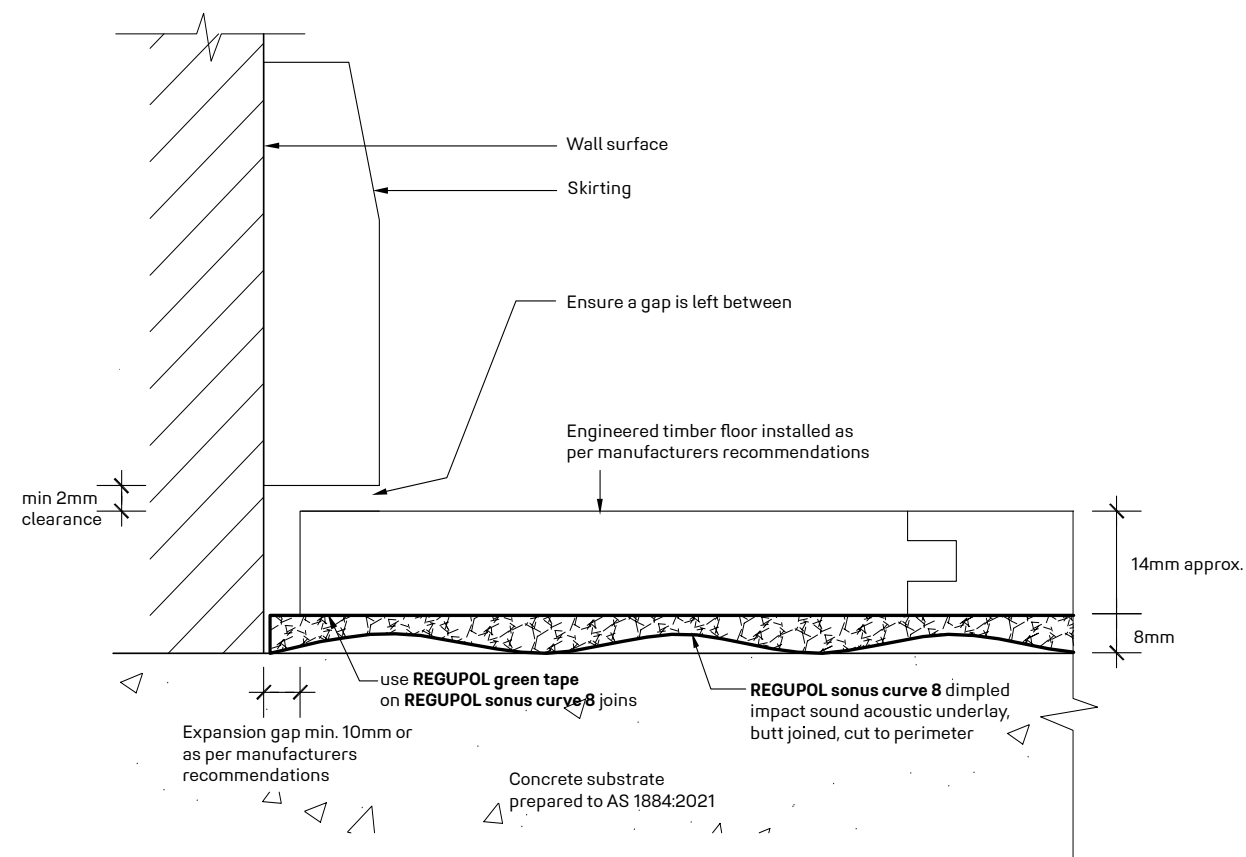 Wall surface
Skirting
Ensure a gap is left between
Engineered timber floor installed as
per manufacturers recommendations
min 2mm
clearance
14mm approx.
8mm
use REGUPOL green tape
on REGUPOL sonus curve 8 joins
REGUPOL sonus curve 8 dimpled
impact sound acoustic underlay,
butt joined, cut to perimeter
Expansion gap min. 10mm or
as per manufacturers
recommendations
Concrete substrate
prepared to AS 1884:2021